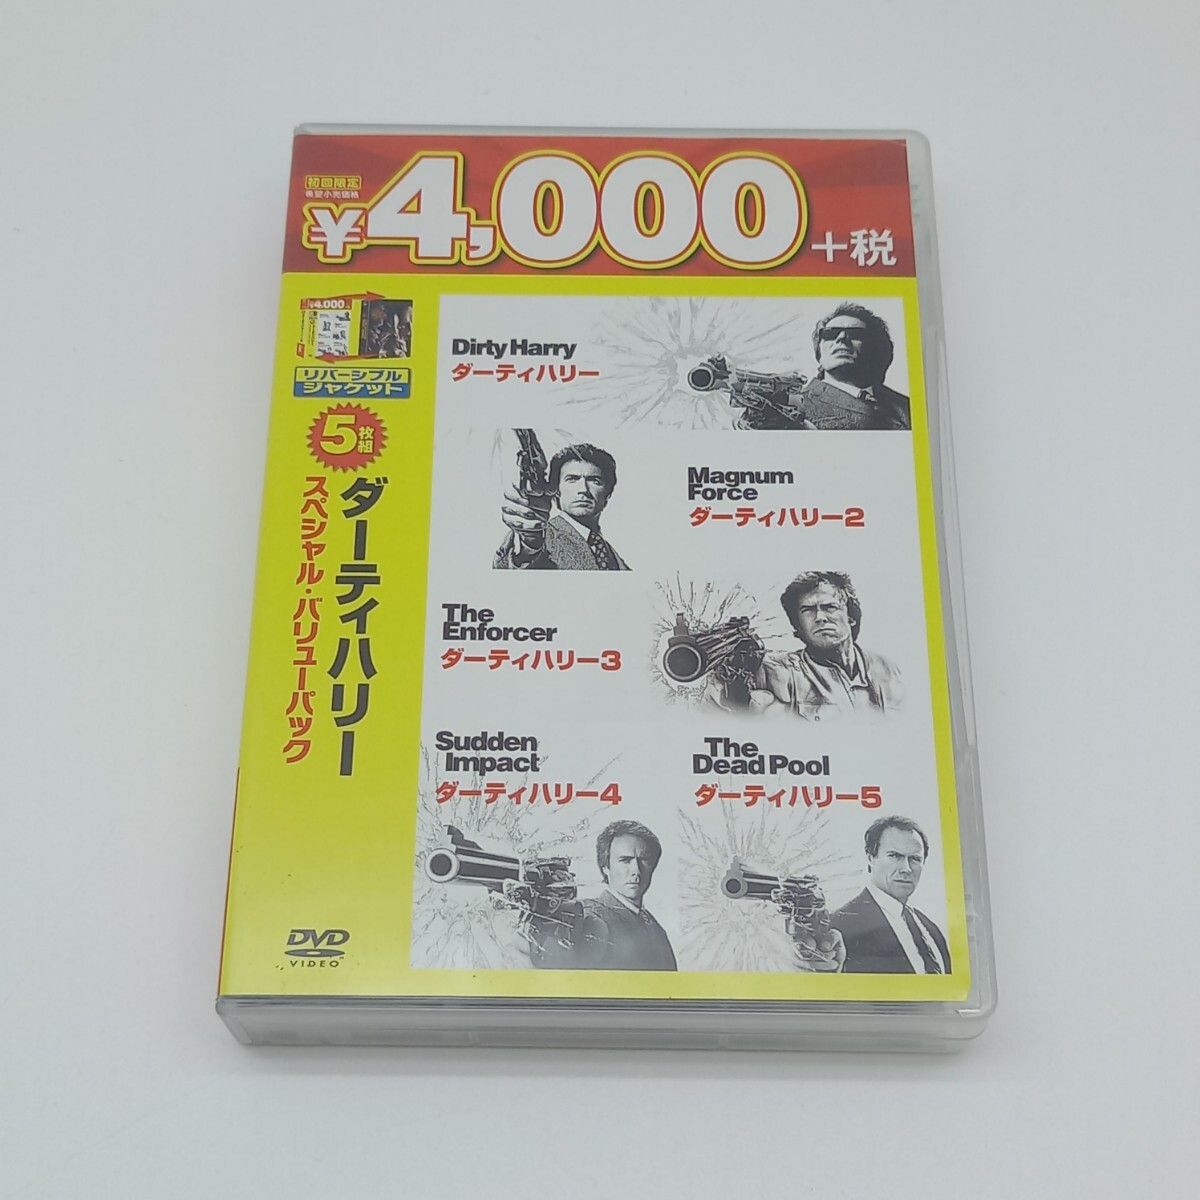 初回限定
希望小売価格
¥4,000+税
¥4,000
リバーシブル
ジャケット
5枚組
ダーティハリー
スペシャル・バリューパック
Dirty Harry
ダーティハリー
Magnum
Force
ダーティハリー2
The
Enforcer
ダーティハリー3
Sudden
Impact
ダーティハリー4
The
Dead Pool
ダーティハリー5
DVD
VIDEO